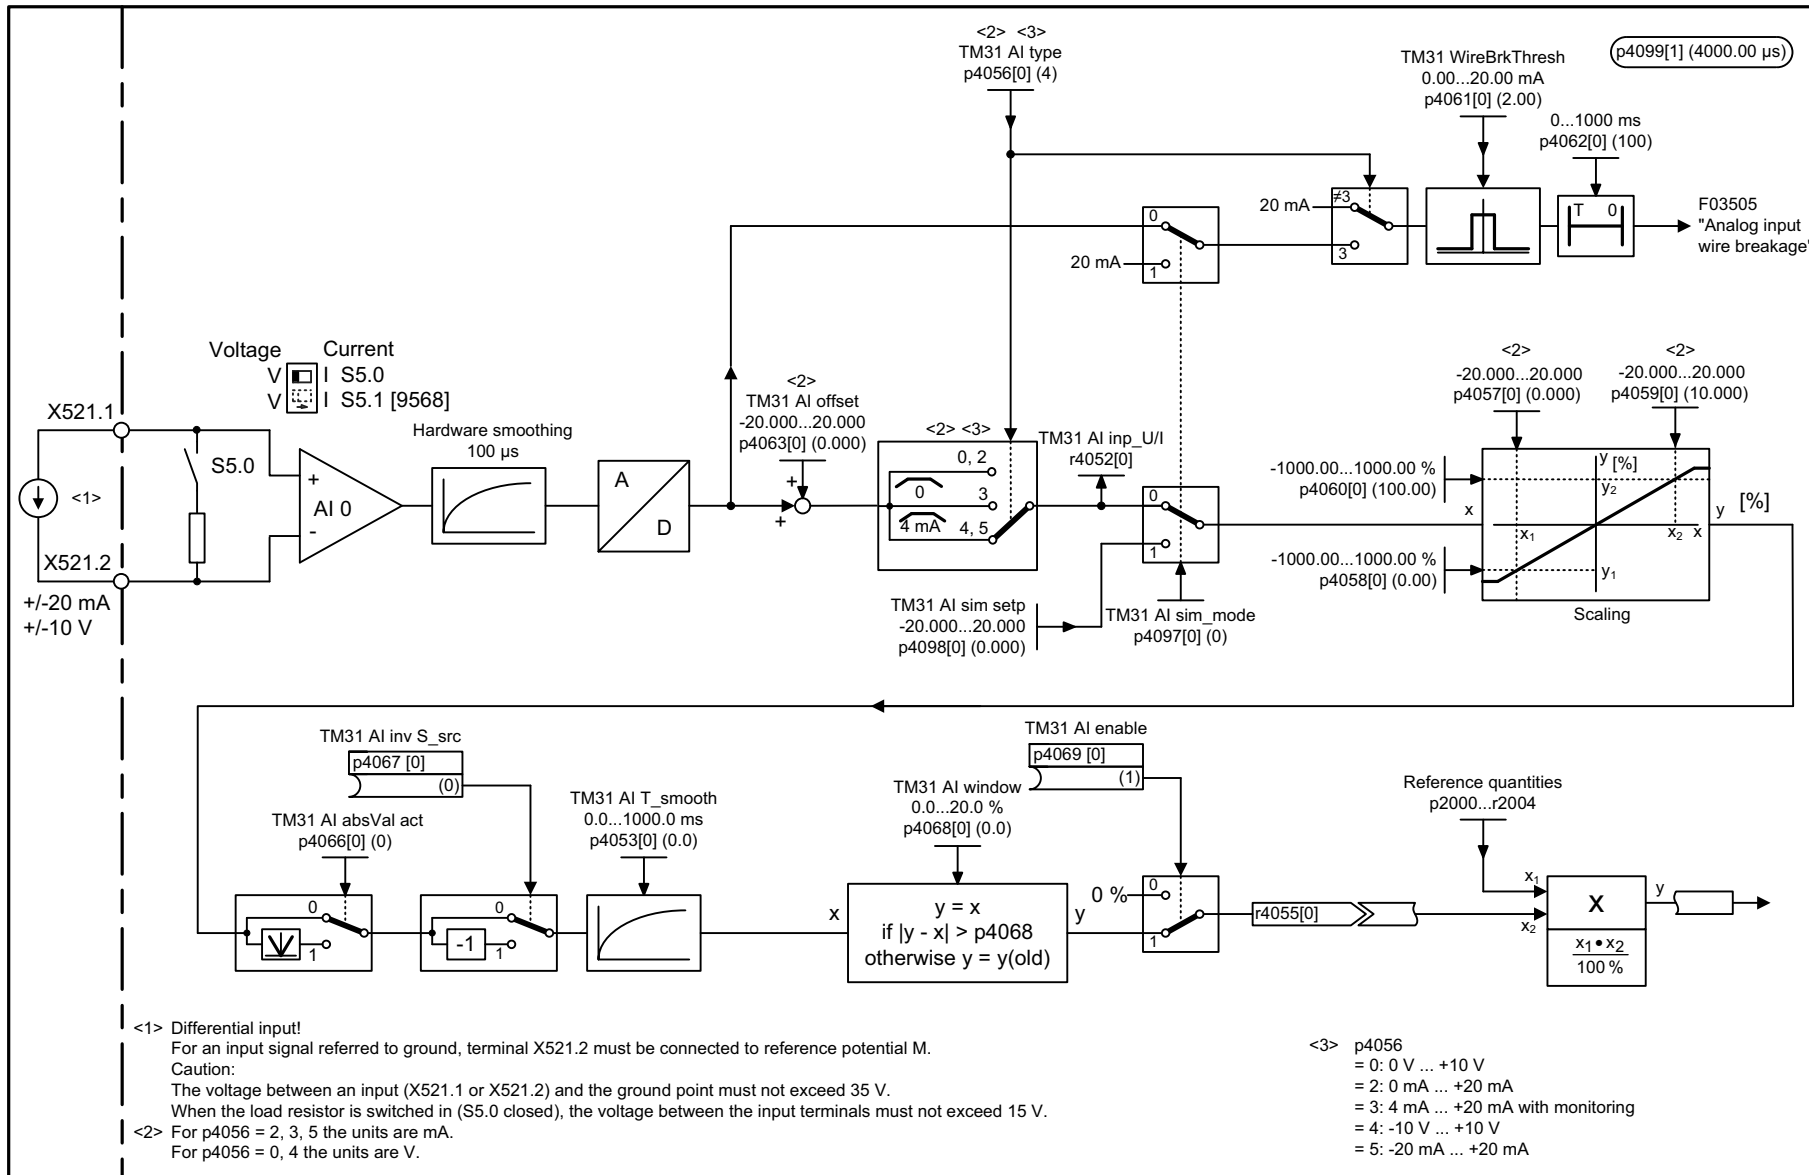 <2> <3>
TM31 AI type
p4056[0] (4)
TM31 WireBrkThresh
0.00...20.00 mA
p4061[0] (2.00)
p4099[1] (4000.00 µs)
0...1000 ms
p4062[0] (100)
20 mA
≠3
3
T 0
F03505
"Analog input
wire breakage"
0
20 mA
1
Voltage Current
V I S5.0
V I S5.1 [9568]
X521.1
S5.0
<1>
X521.2
+/-20 mA
+/-10 V
+
AI 0
-
Hardware smoothing
100 µs
A
D
<2>
TM31 AI offset
-20.000...20.000
p4063[0] (0.000)
+
+
<2> <3>
0, 2
0
3
4 mA
4, 5
TM31 AI inp_U/I
r4052[0]
0
1
TM31 AI sim setp
-20.000...20.000
p4098[0] (0.000)
TM31 AI sim_mode
p4097[0] (0)
<2>
-20.000...20.000
p4057[0] (0.000)
<2>
-20.000...20.000
p4059[0] (10.000)
-1000.00...1000.00 %
p4060[0] (100.00)
x
-1000.00...1000.00 %
p4058[0] (0.00)
y [%]
y2
x1
x2 x
y1
Scaling
y [%]
TM31 AI inv S_src
p4067 [0]
(0)
TM31 AI absVal act
p4066[0] (0)
0
1
0
-1
1
TM31 AI T_smooth
0.0...1000.0 ms
p4053[0] (0.0)
TM31 AI window
0.0...20.0 %
p4068[0] (0.0)
x
y = x
if |y - x| > p4068
otherwise y = y(old)
y
TM31 AI enable
p4069 [0]
(1)
0 %
0
1
r4055[0]
Reference quantities
p2000...r2004
x1
x2
X
x1 • x2
100 %
y
<1> Differential input!
For an input signal referred to ground, terminal X521.2 must be connected to reference potential M.
Caution:
The voltage between an input (X521.1 or X521.2) and the ground point must not exceed 35 V.
When the load resistor is switched in (S5.0 closed), the voltage between the input terminals must not exceed 15 V.
<2> For p4056 = 2, 3, 5 the units are mA.
For p4056 = 0, 4 the units are V.
<3> p4056
= 0: 0 V ... +10 V
= 2: 0 mA ... +20 mA
= 3: 4 mA ... +20 mA with monitoring
= 4: -10 V ... +10 V
= 5: -20 mA ... +20 mA